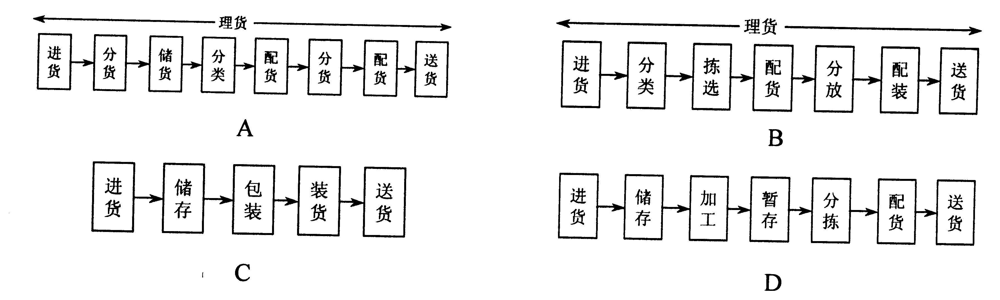 理货
进货 分货 储货 分类 配货 分货 配货 送货
A
理货
进货 分类 拣选 配货 分放 配装 送货
B
进货 储存 包装 装货 送货
C
进货 储存 加工 暂存 分拣 配货 送货
D